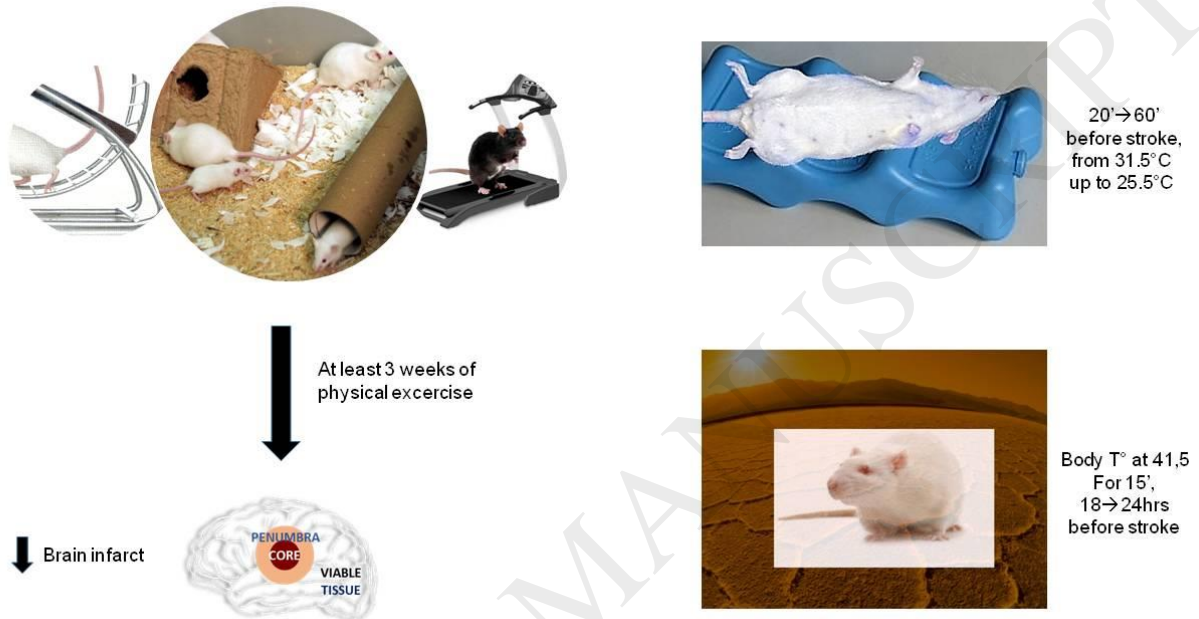 20'→60'
before stroke,
from 31.5°C
up to 25.5°C
At least 3 weeks of
physical excercise
Body T° at 41,5
For 15',
18→24hrs
before stroke
Brain infarct
PENUMBRA
CORE
VIABLE
TISSUE
MANUSCRIPT